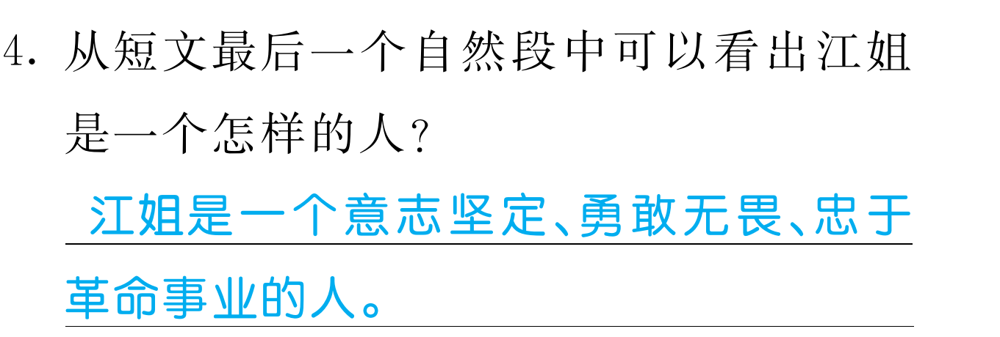 4. 从短文最后一个自然段中可以看出江姐
是一个怎样的人?
江姐是一个意志坚定、勇敢无畏、忠于
革命事业的人。